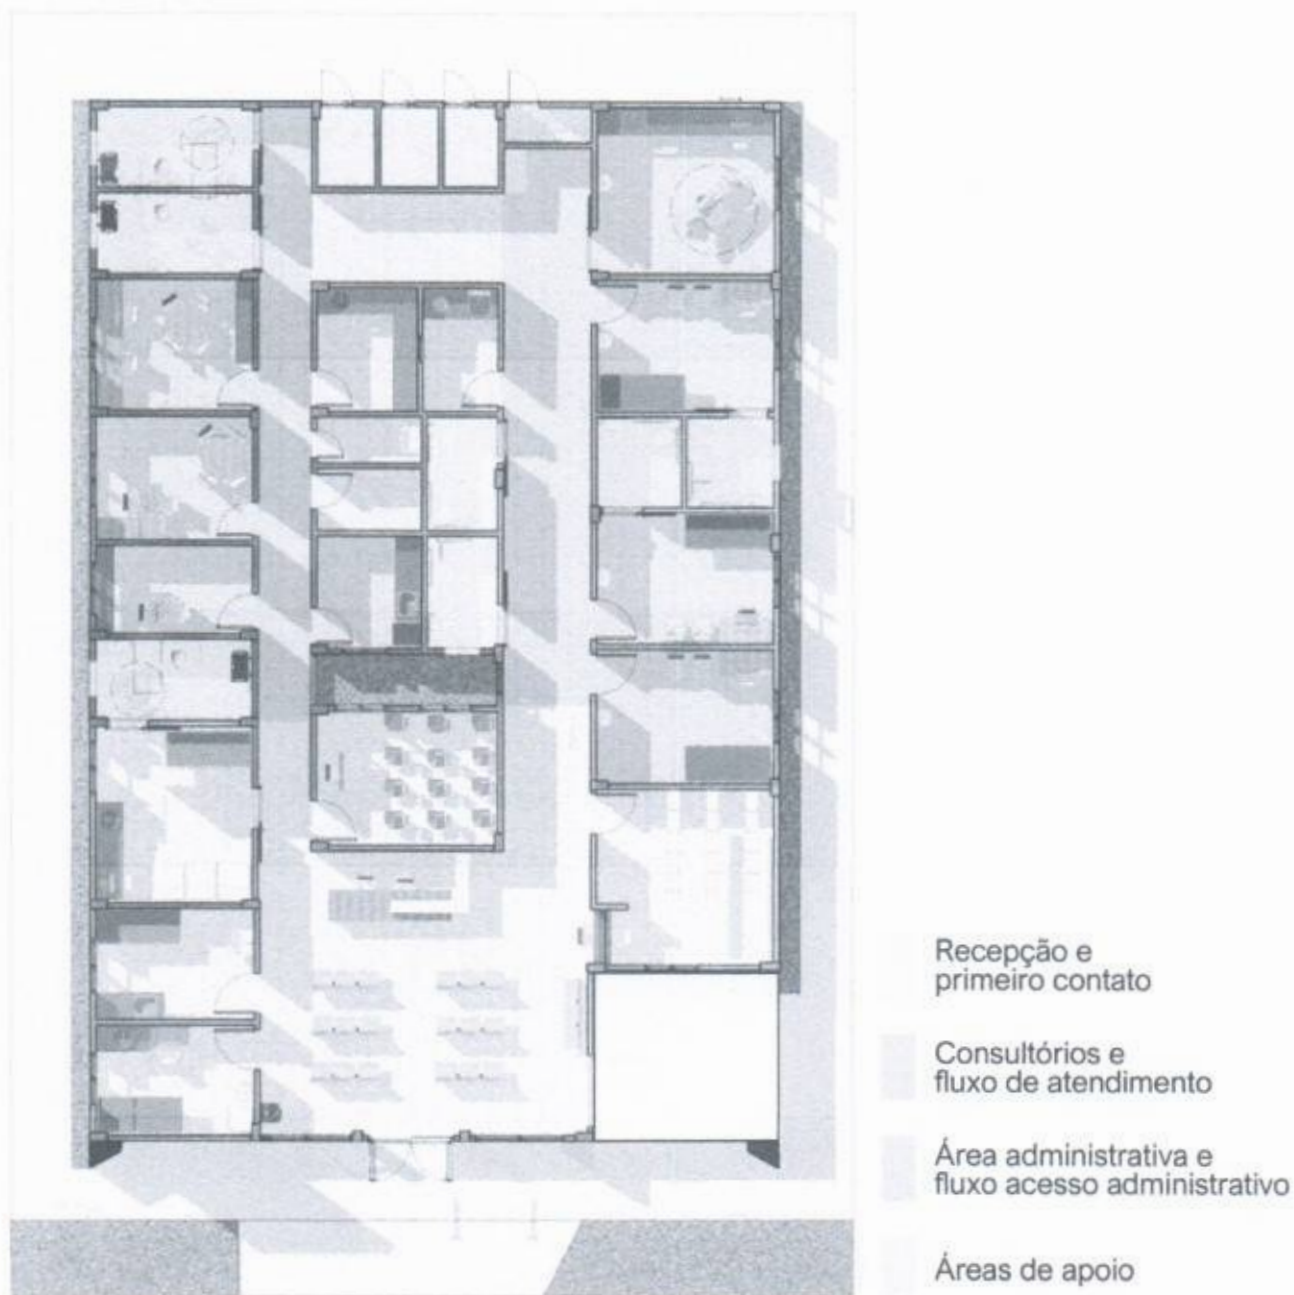 Recepção e
primeiro contato
Consultórios e
fluxo de atendimento
Área administrativa e
fluxo acesso administrativo
Áreas de apoio